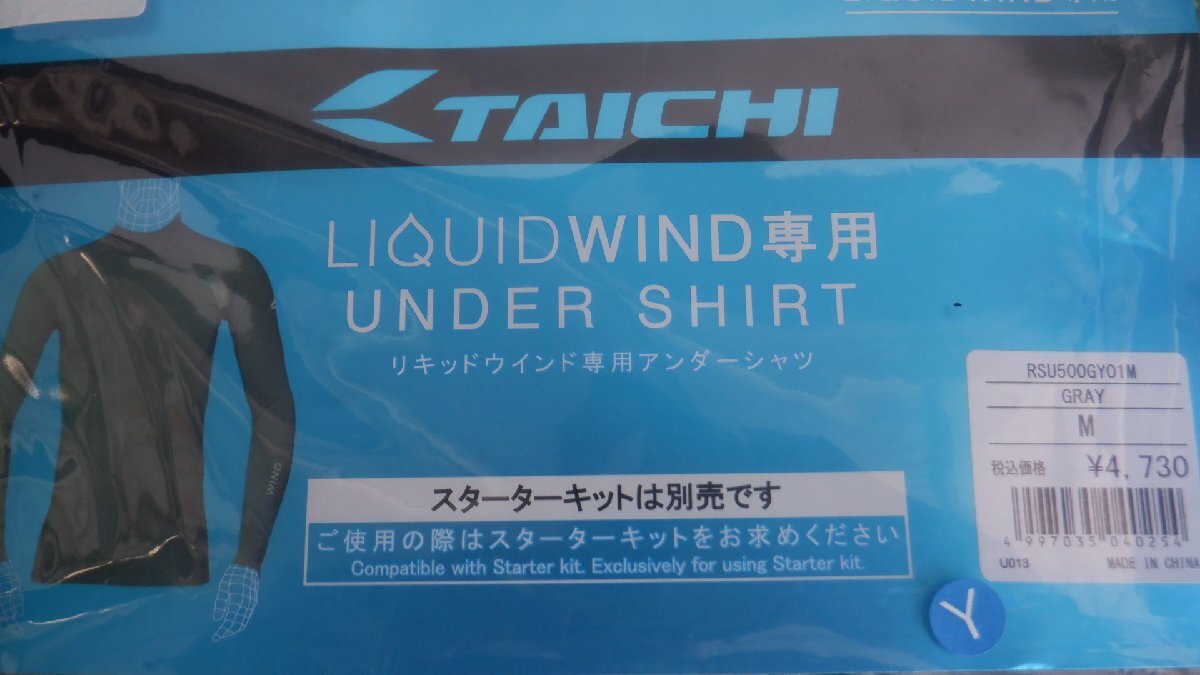 TAICHI
LIQUIDWIND専用
UNDER SHIRT
リキッドウインド専用アンダーシャツ
WIND
スターターキットは別売です
ご使用の際はスターターキットをお求めください
Compatible with Starter kit. Exclusively for using Starter kit.
RSU500GY01M
GRAY
M
税込価格 ¥4,730
4 997035 040254
U013 MADE IN CHINA
Y